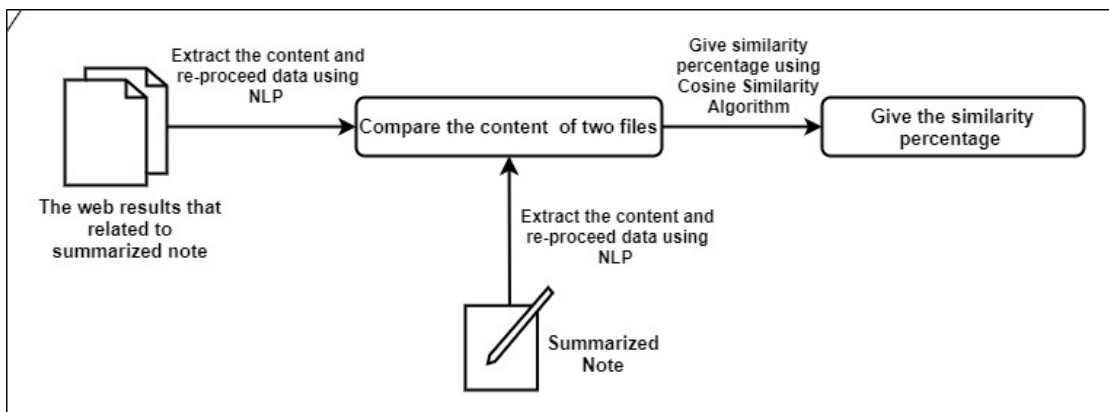 Extract the content and
re-proceed data using
NLP
Give similarity
percentage using
Cosine Similarity
Algorithm
Compare the content of two files
Give the similarity
percentage
The web results that
related to
summarized note
Extract the content and
re-proceed data using
NLP
Summarized
Note